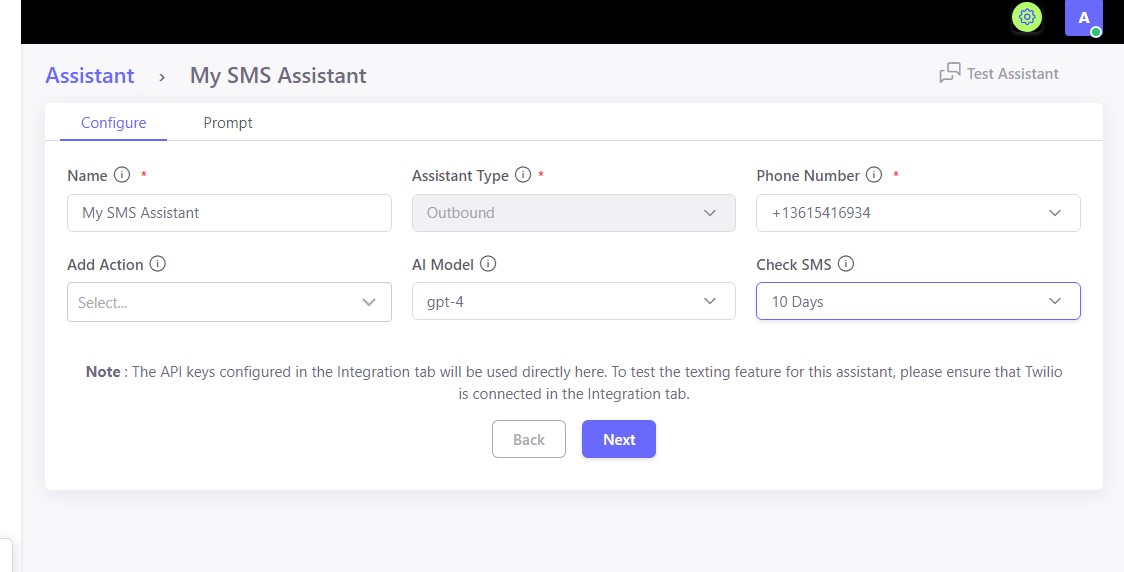 A
Assistant › My SMS Assistant
Test Assistant
Configure Prompt
Name * Assistant Type * Phone Number *
My SMS Assistant Outbound +13615416934
Add Action AI Model Check SMS
Select... gpt-4 10 Days
Note : The API keys configured in the Integration tab will be used directly here. To test the texting feature for this assistant, please ensure that Twilio
is connected in the Integration tab.
Back Next